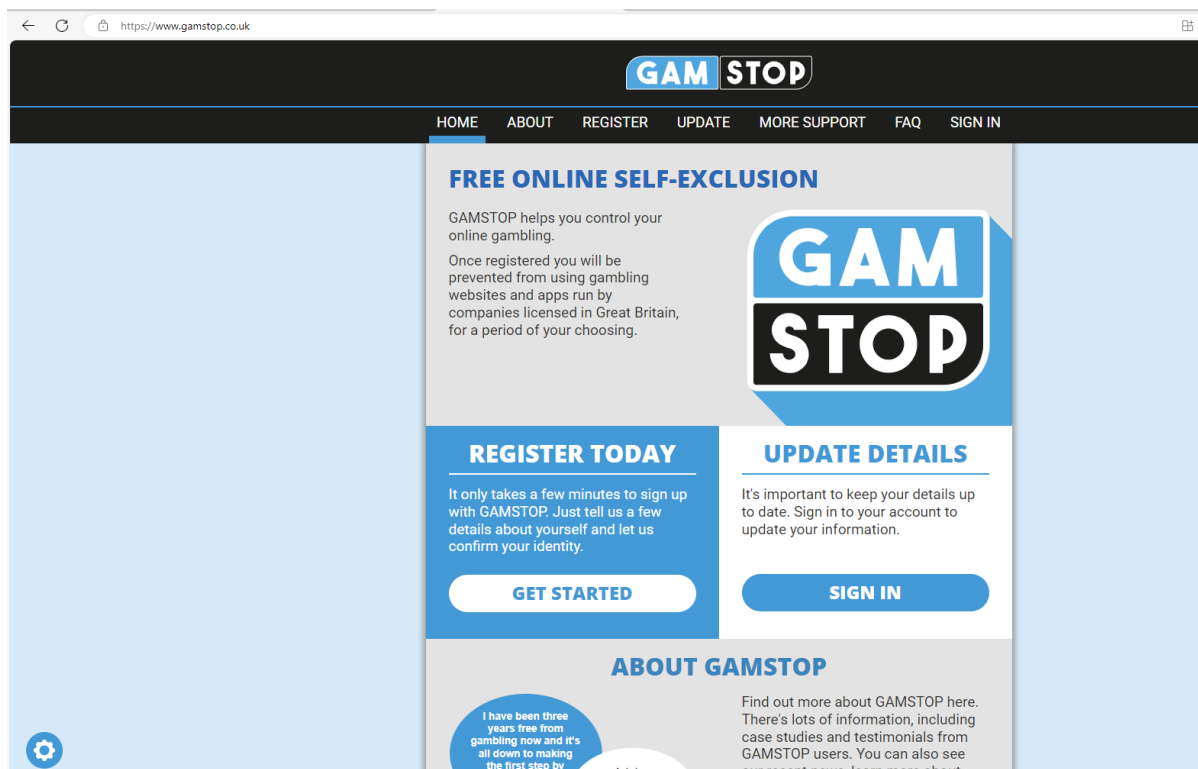 https://www.gamstop.co.uk
GAM STOP
HOME ABOUT REGISTER UPDATE MORE SUPPORT FAQ SIGN IN
FREE ONLINE SELF-EXCLUSION
GAMSTOP helps you control your
online gambling.
Once registered you will be
prevented from using gambling
websites and apps run by
companies licensed in Great Britain,
for a period of your choosing.
GAM
STOP
REGISTER TODAY
It only takes a few minutes to sign up
with GAMSTOP. Just tell us a few
details about yourself and let us
confirm your identity.
GET STARTED
UPDATE DETAILS
It's important to keep your details up
to date. Sign in to your account to
update your information.
SIGN IN
ABOUT GAMSTOP
I have been three
years free from
gambling now and it's
all down to making
the first step by
Find out more about GAMSTOP here.
There's lots of information, including
case studies and testimonials from
GAMSTOP users. You can also see